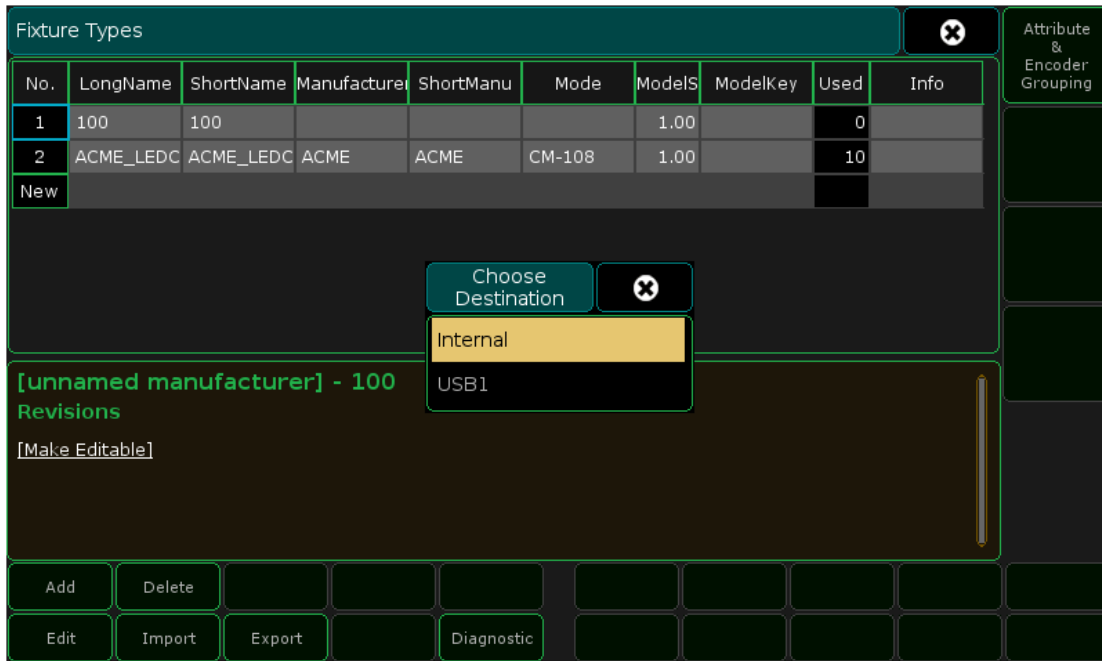 Fixture Types
Attribute
&
Encoder
Grouping
No. LongName ShortName Manufacturer ShortManu Mode ModelS ModelKey Used Info
1 100 100 1.00 0
2 ACME_LEDC ACME_LEDC ACME ACME CM-108 1.00 10
New
Choose
Destination
Internal
USB1
[unnamed manufacturer] - 100
Revisions
[Make Editable]
Add Delete
Edit Import Export Diagnostic